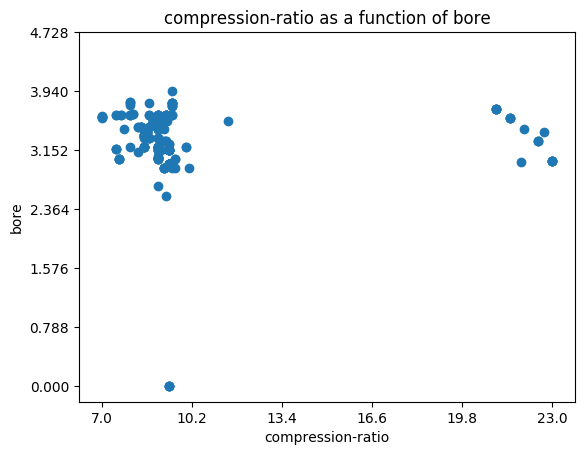 compression-ratio as a function of bore
4.728
3.940
3.152
2.364
1.576
0.788
0.000
bore
7.0 10.2 13.4 16.6 19.8 23.0
compression-ratio